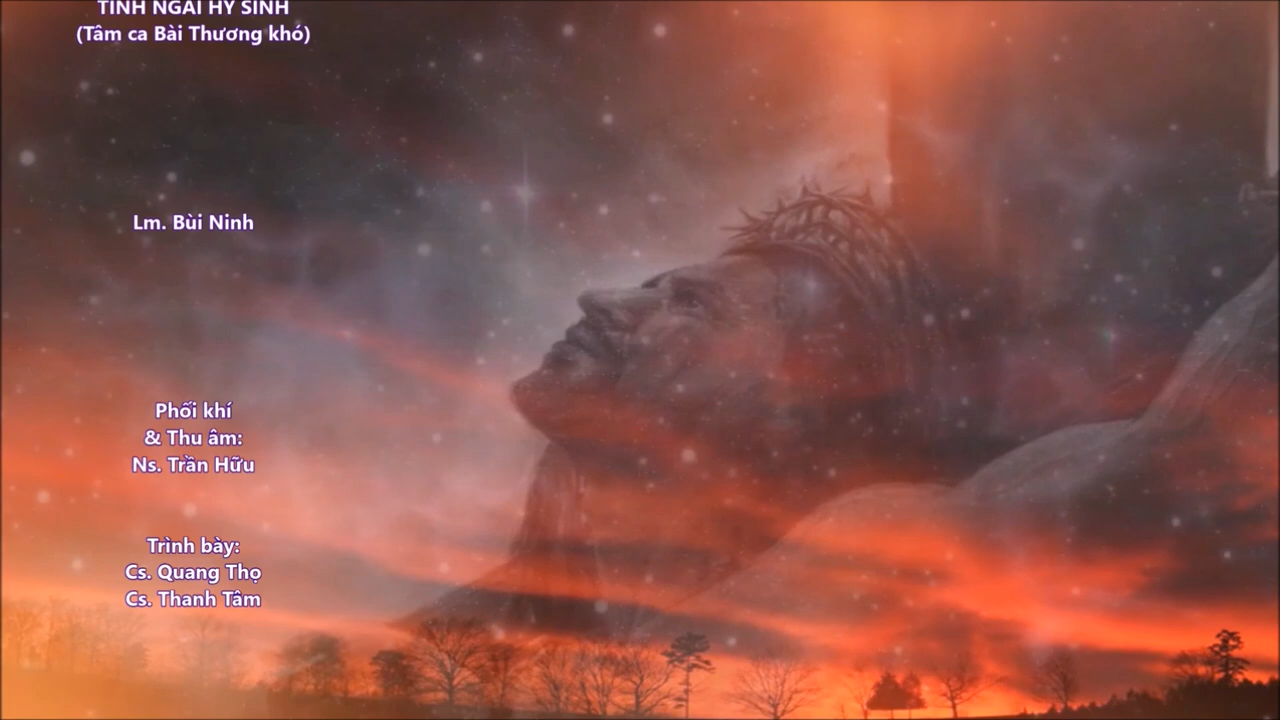 TÌNH NGÀI HY SINH
(Tâm ca Bài Thương khó)
Lm. Bùi Ninh
Phối khí
& Thu âm:
Ns. Trần Hữu
Trình bày:
Cs. Quang Thọ
Cs. Thanh Tâm